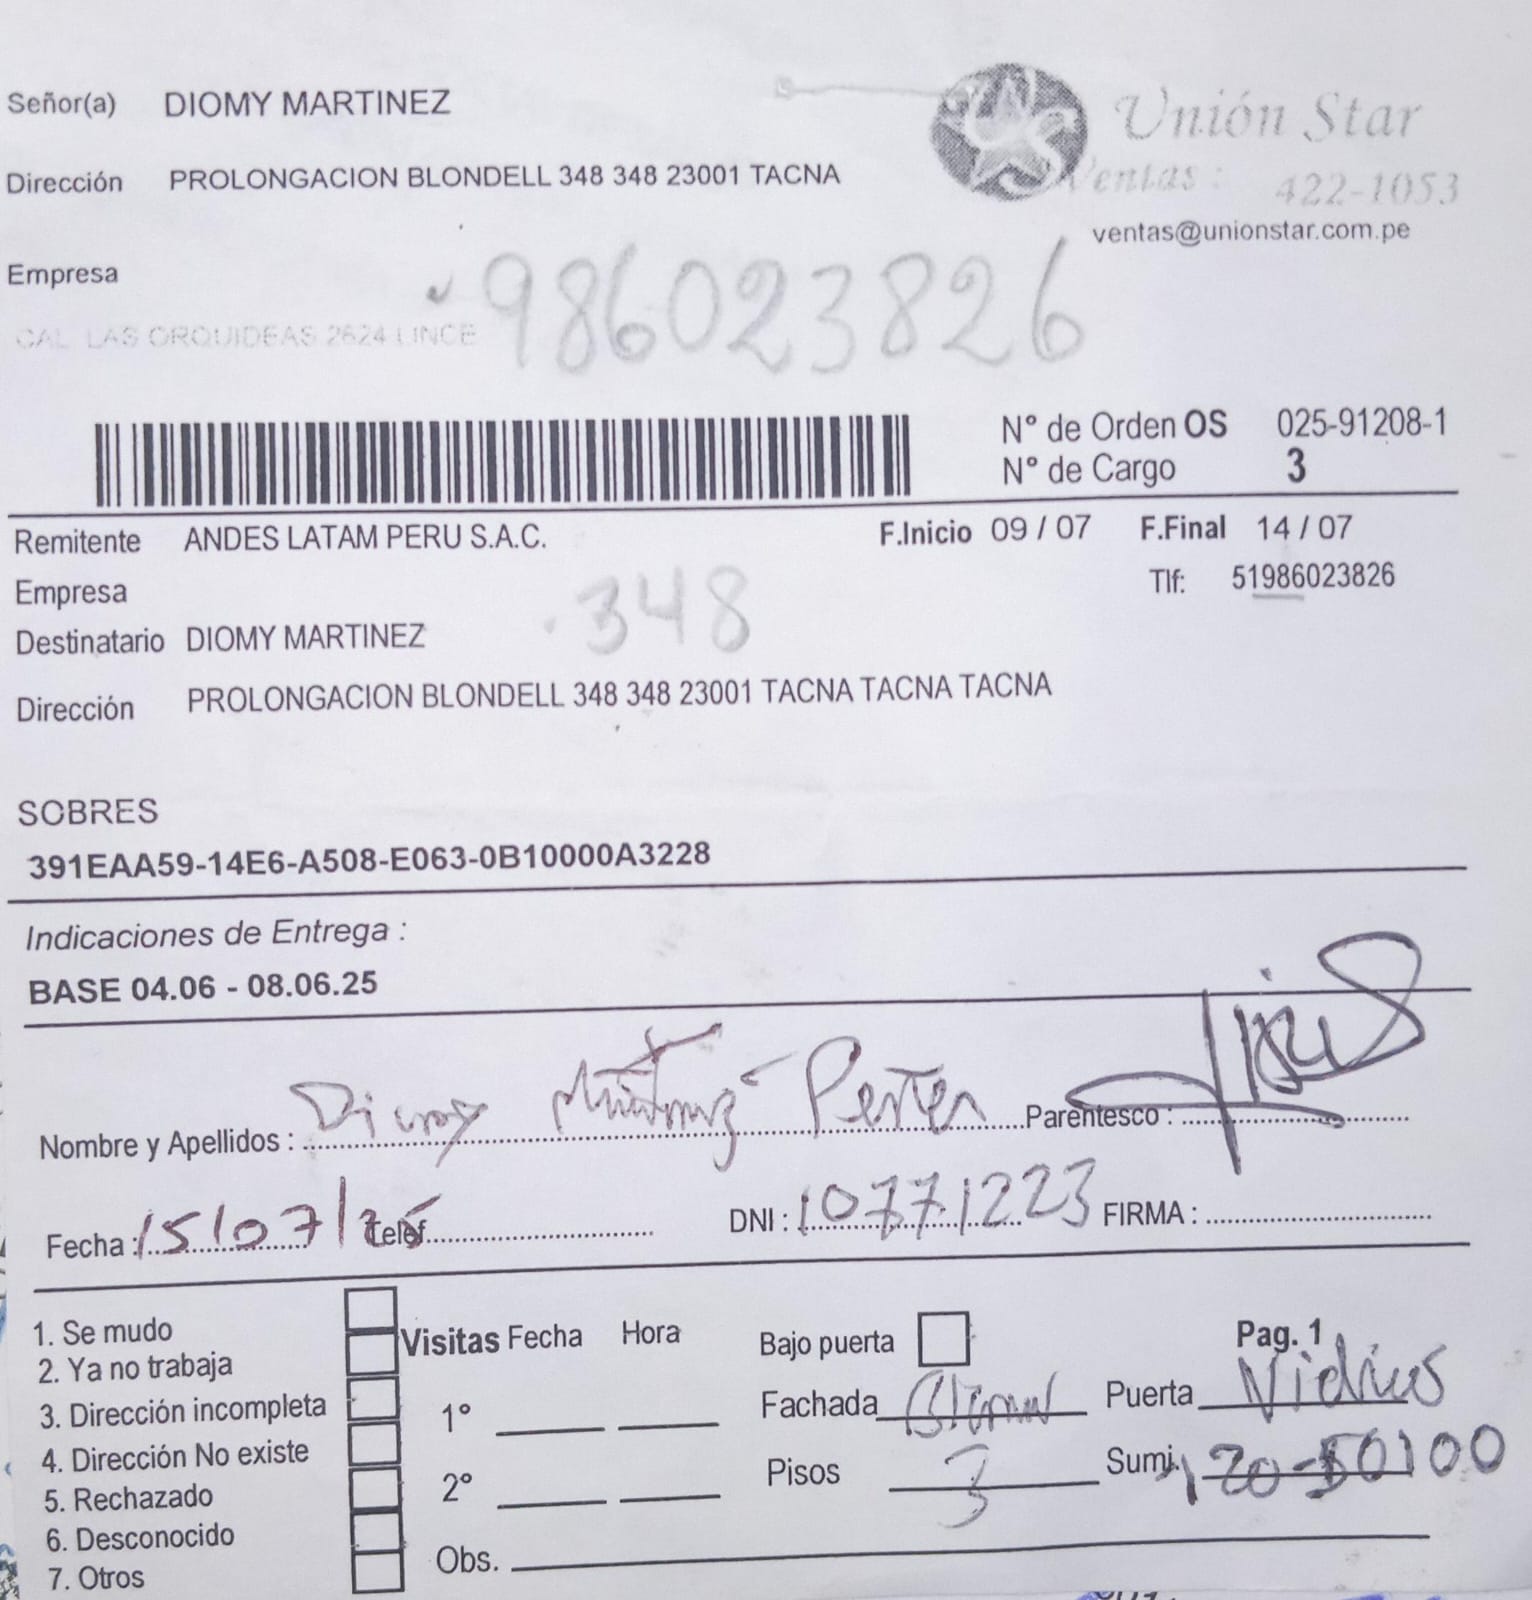 Señor(a) DIOMY MARTINEZ
Unión Star
Dirección PROLONGACION BLONDELL 348 348 23001 TACNA
Ventas : 422-1053
ventas@unionstar.com.pe
Empresa
986023826
CAL LAS ORQUIDEAS 2624 LINCE
N° de Orden OS 025-91208-1
N° de Cargo 3
Remitente ANDES LATAM PERU S.A.C. F.Inicio 09 / 07 F.Final 14 / 07
Empresa Tlf: 51986023826
348
Destinatario DIOMY MARTINEZ
Dirección PROLONGACION BLONDELL 348 348 23001 TACNA TACNA TACNA
SOBRES
391EAA59-14E6-A508-E063-0B10000A3228
Indicaciones de Entrega :
BASE 04.06 - 08.06.25
Nombre y Apellidos : Diomy Martinez Parentesco :
Fecha : 15/07/25 Telef. DNI : 10771223 FIRMA :
1. Se mudo
2. Ya no trabaja
3. Dirección incompleta
4. Dirección No existe
5. Rechazado
6. Desconocido
7. Otros
Visitas Fecha Hora
1°
2°
Obs.
Bajo puerta Pag. 1
Fachada Puerta Vidrios
Pisos 3 Sumi.